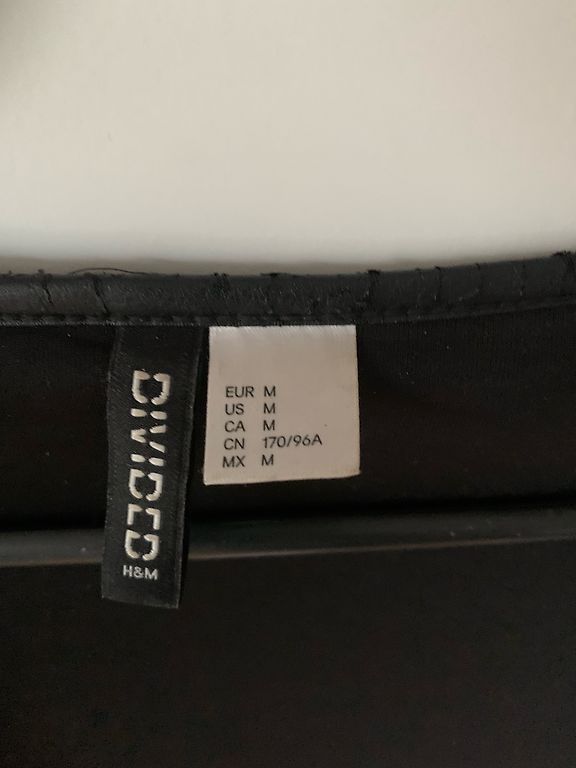 DIVIDED
H&M
EUR M
US M
CA M
CN 170/96A
MX M